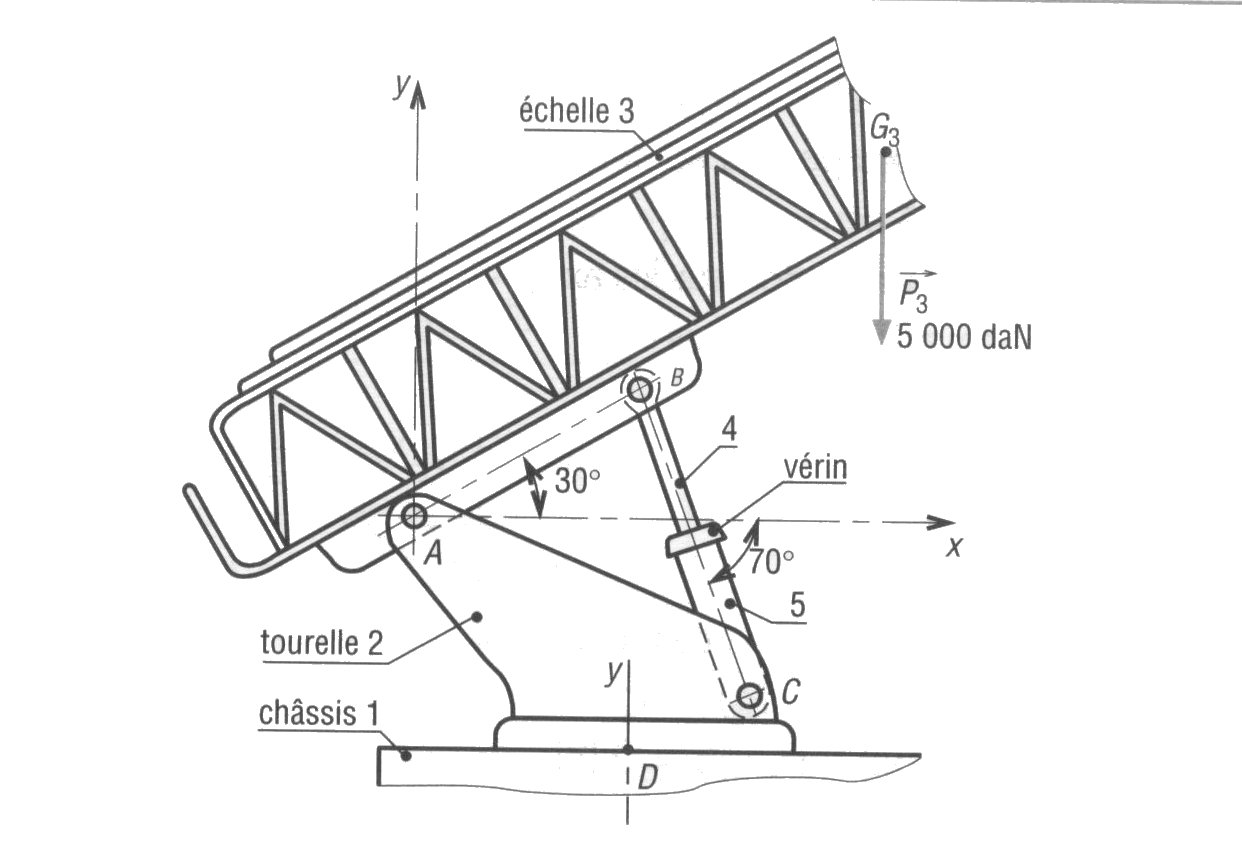 y
échelle 3
G3
P3
5 000 daN
B
4
30°
vérin
A
x
70°
5
tourelle 2
y
C
châssis 1
D